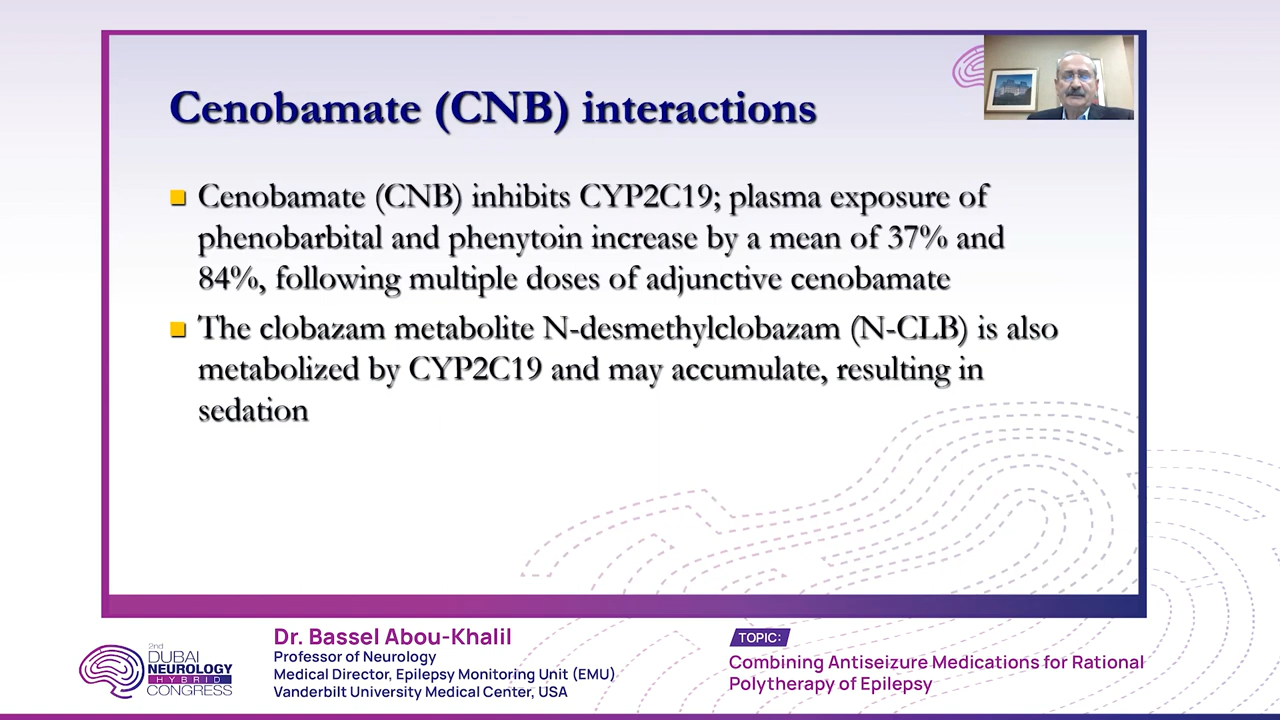 Cenobamate (CNB) interactions
Cenobamate (CNB) inhibits CYP2C19; plasma exposure of
phenobarbital and phenytoin increase by a mean of 37% and
84%, following multiple doses of adjunctive cenobamate
The clobazam metabolite N-desmethylclobazam (N-CLB) is also
metabolized by CYP2C19 and may accumulate, resulting in
sedation
2nd
DUBAI
NEUROLOGY
HYBRID
CONGRESS
Dr. Bassel Abou-Khalil
Professor of Neurology
Medical Director, Epilepsy Monitoring Unit (EMU)
Vanderbilt University Medical Center, USA
TOPIC:
Combining Antiseizure Medications for Rational
Polytherapy of Epilepsy